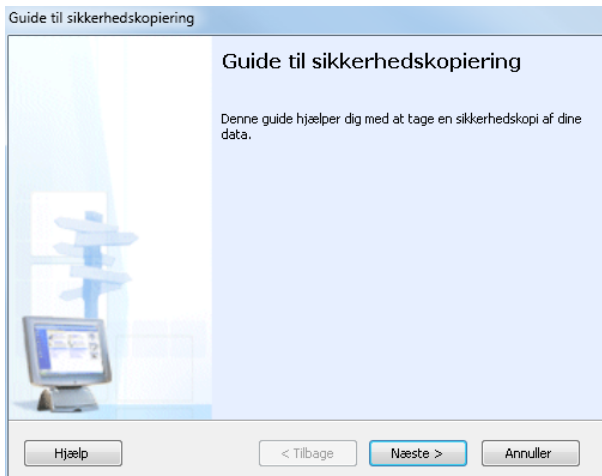 Guide til sikkerhedskopiering
Guide til sikkerhedskopiering
Denne guide hjælper dig med at tage en sikkerhedskopi af dine
data.
Hjælp
< Tilbage
Næste >
Annuller